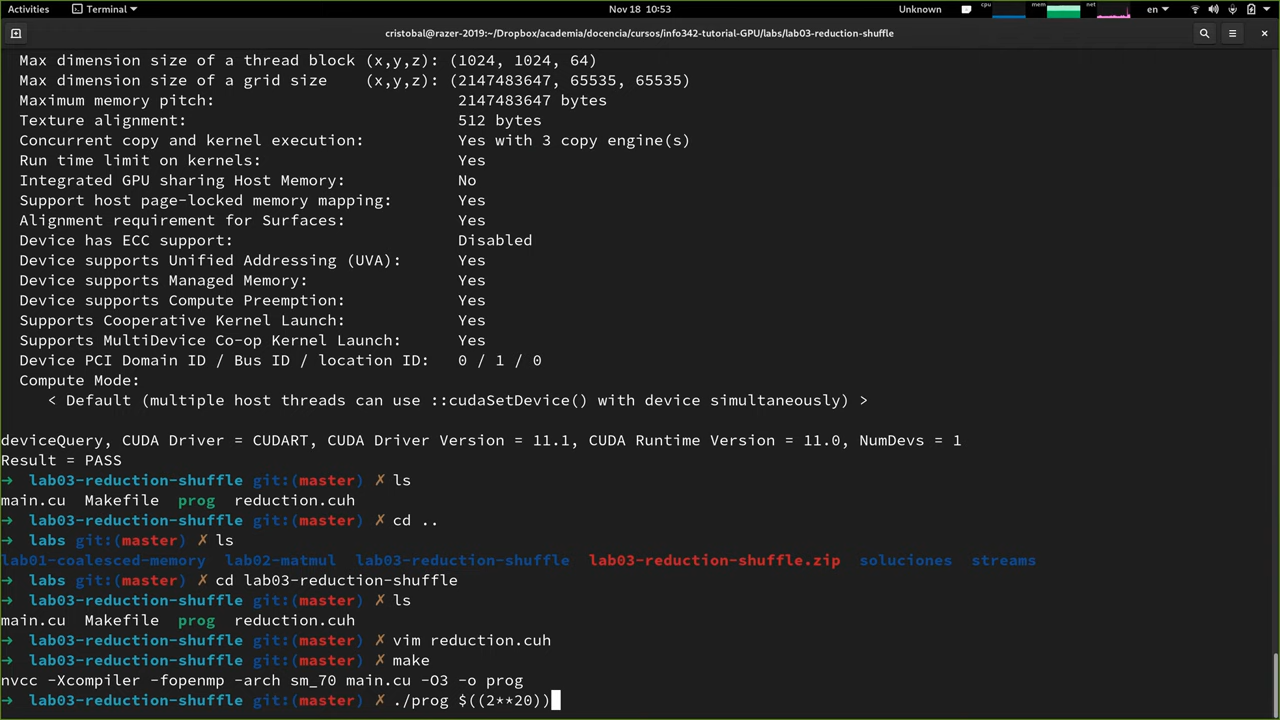 Activities Terminal Nov 18 10:53 Unknown cpu mem net en
cristobal@razer-2019:~/Dropbox/academia/docencia/cursos/info342-tutorial-GPU/labs/lab03-reduction-shuffle
Max dimension size of a thread block (x,y,z): (1024, 1024, 64)
Max dimension size of a grid size    (x,y,z): (2147483647, 65535, 65535)
Maximum memory pitch:                          2147483647 bytes
Texture alignment:                             512 bytes
Concurrent copy and kernel execution:          Yes with 3 copy engine(s)
Run time limit on kernels:                     Yes
Integrated GPU sharing Host Memory:            No
Support host page-locked memory mapping:       Yes
Alignment requirement for Surfaces:            Yes
Device has ECC support:                        Disabled
Device supports Unified Addressing (UVA):      Yes
Device supports Managed Memory:                Yes
Device supports Compute Preemption:            Yes
Supports Cooperative Kernel Launch:            Yes
Supports MultiDevice Co-op Kernel Launch:      Yes
Device PCI Domain ID / Bus ID / location ID:   0 / 1 / 0
Compute Mode:
< Default (multiple host threads can use ::cudaSetDevice() with device simultaneously) >
deviceQuery, CUDA Driver = CUDART, CUDA Driver Version = 11.1, CUDA Runtime Version = 11.0, NumDevs = 1
Result = PASS
→ lab03-reduction-shuffle git:(master) ✗ ls
main.cu  Makefile  prog  reduction.cuh
→ lab03-reduction-shuffle git:(master) ✗ cd ..
→ labs git:(master) ✗ ls
lab01-coalesced-memory  lab02-matmul  lab03-reduction-shuffle  lab03-reduction-shuffle.zip  soluciones  streams
→ labs git:(master) ✗ cd lab03-reduction-shuffle
→ lab03-reduction-shuffle git:(master) ✗ ls
main.cu  Makefile  prog  reduction.cuh
→ lab03-reduction-shuffle git:(master) ✗ vim reduction.cuh
→ lab03-reduction-shuffle git:(master) ✗ make
nvcc -Xcompiler -fopenmp -arch sm_70 main.cu -O3 -o prog
→ lab03-reduction-shuffle git:(master) ✗ ./prog $((2**20))